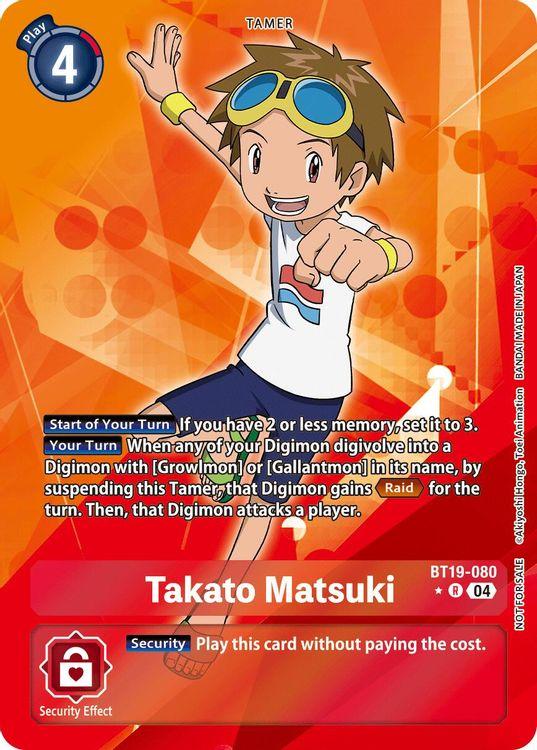 TAMER
Play
4
Start of Your Turn If you have 2 or less memory, set it to 3.
Your Turn When any of your Digimon digivolve into a
Digimon with [Growlmon] or [Gallantmon] in its name, by
suspending this Tamer, that Digimon gains Raid for the
turn. Then, that Digimon attacks a player.
BT19-080
Takato Matsuki
R 04
Security Play this card without paying the cost.
Security Effect
NOT FOR SALE ©Akiyoshi Hongo, Toei Animation BANDAI MADE IN JAPAN